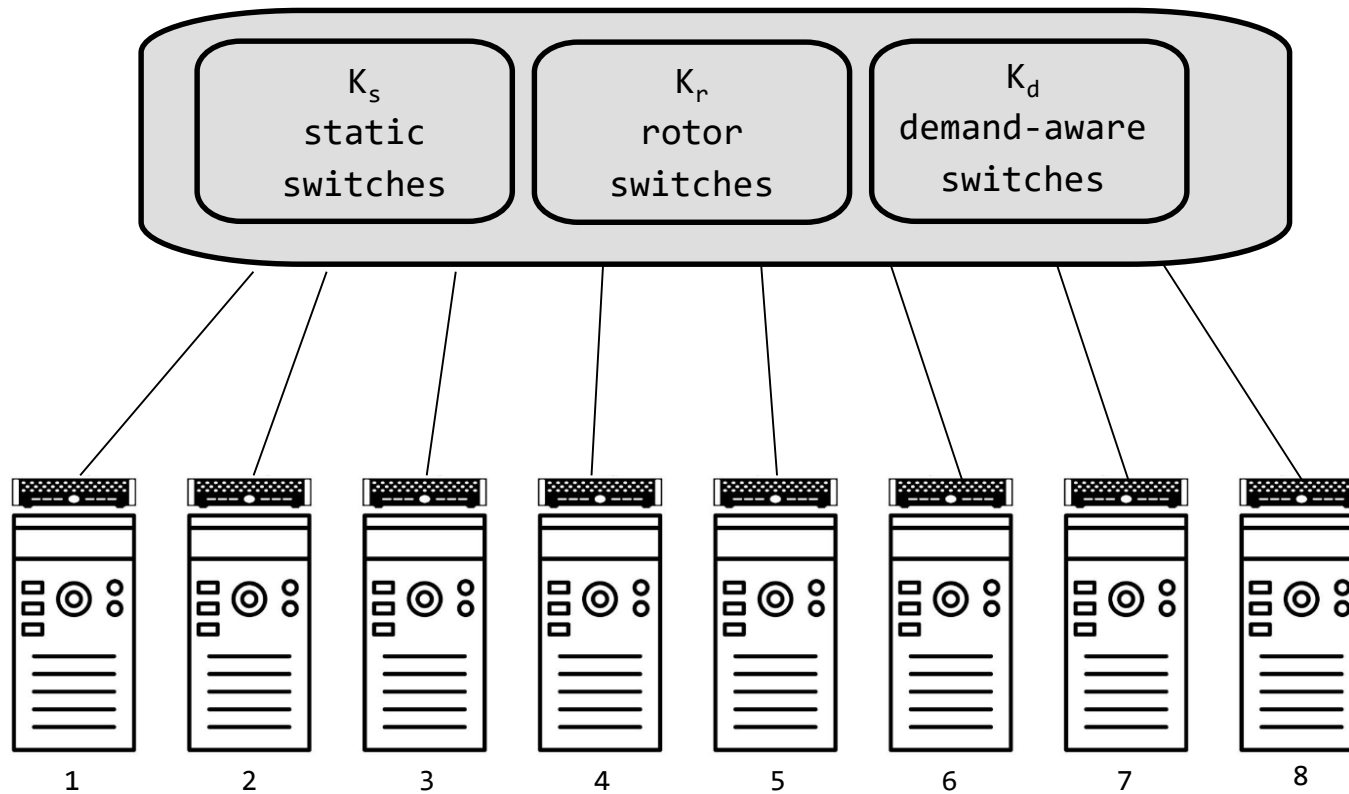 K_s
static
switches
K_r
rotor
switches
K_d
demand-aware
switches
1 2 3 4 5 6 7 8